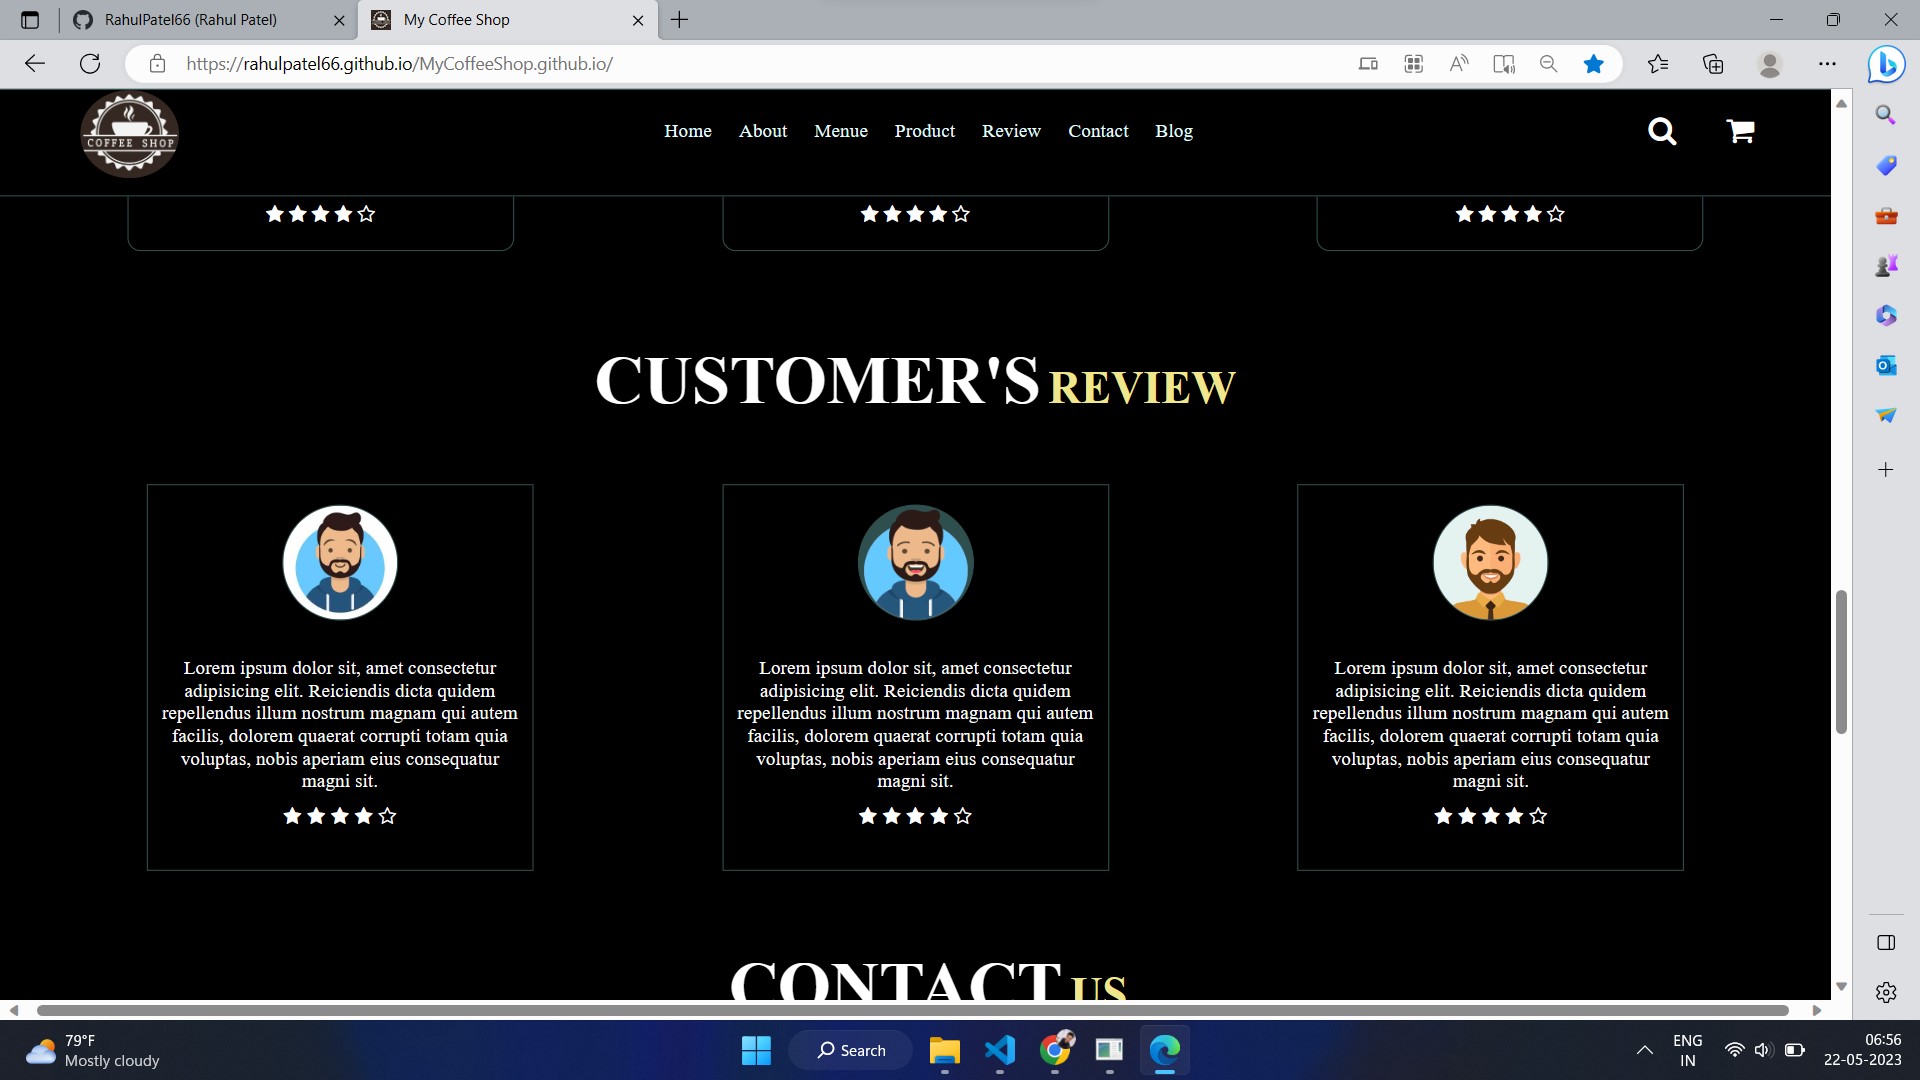 RahulPatel66 (Rahul Patel)
My Coffee Shop
https://rahulpatel66.github.io/MyCoffeeShop.github.io/
COFFEE SHOP
Home About Menue Product Review Contact Blog
CUSTOMER'S REVIEW
Lorem ipsum dolor sit, amet consectetur
adipisicing elit. Reiciendis dicta quidem
repellendus illum nostrum magnam qui autem
facilis, dolorem quaerat corrupti totam quia
voluptas, nobis aperiam eius consequatur
magni sit.
Lorem ipsum dolor sit, amet consectetur
adipisicing elit. Reiciendis dicta quidem
repellendus illum nostrum magnam qui autem
facilis, dolorem quaerat corrupti totam quia
voluptas, nobis aperiam eius consequatur
magni sit.
Lorem ipsum dolor sit, amet consectetur
adipisicing elit. Reiciendis dicta quidem
repellendus illum nostrum magnam qui autem
facilis, dolorem quaerat corrupti totam quia
voluptas, nobis aperiam eius consequatur
magni sit.
CONTACT US
79°F
Mostly cloudy
Search
ENG
IN
06:56
22-05-2023